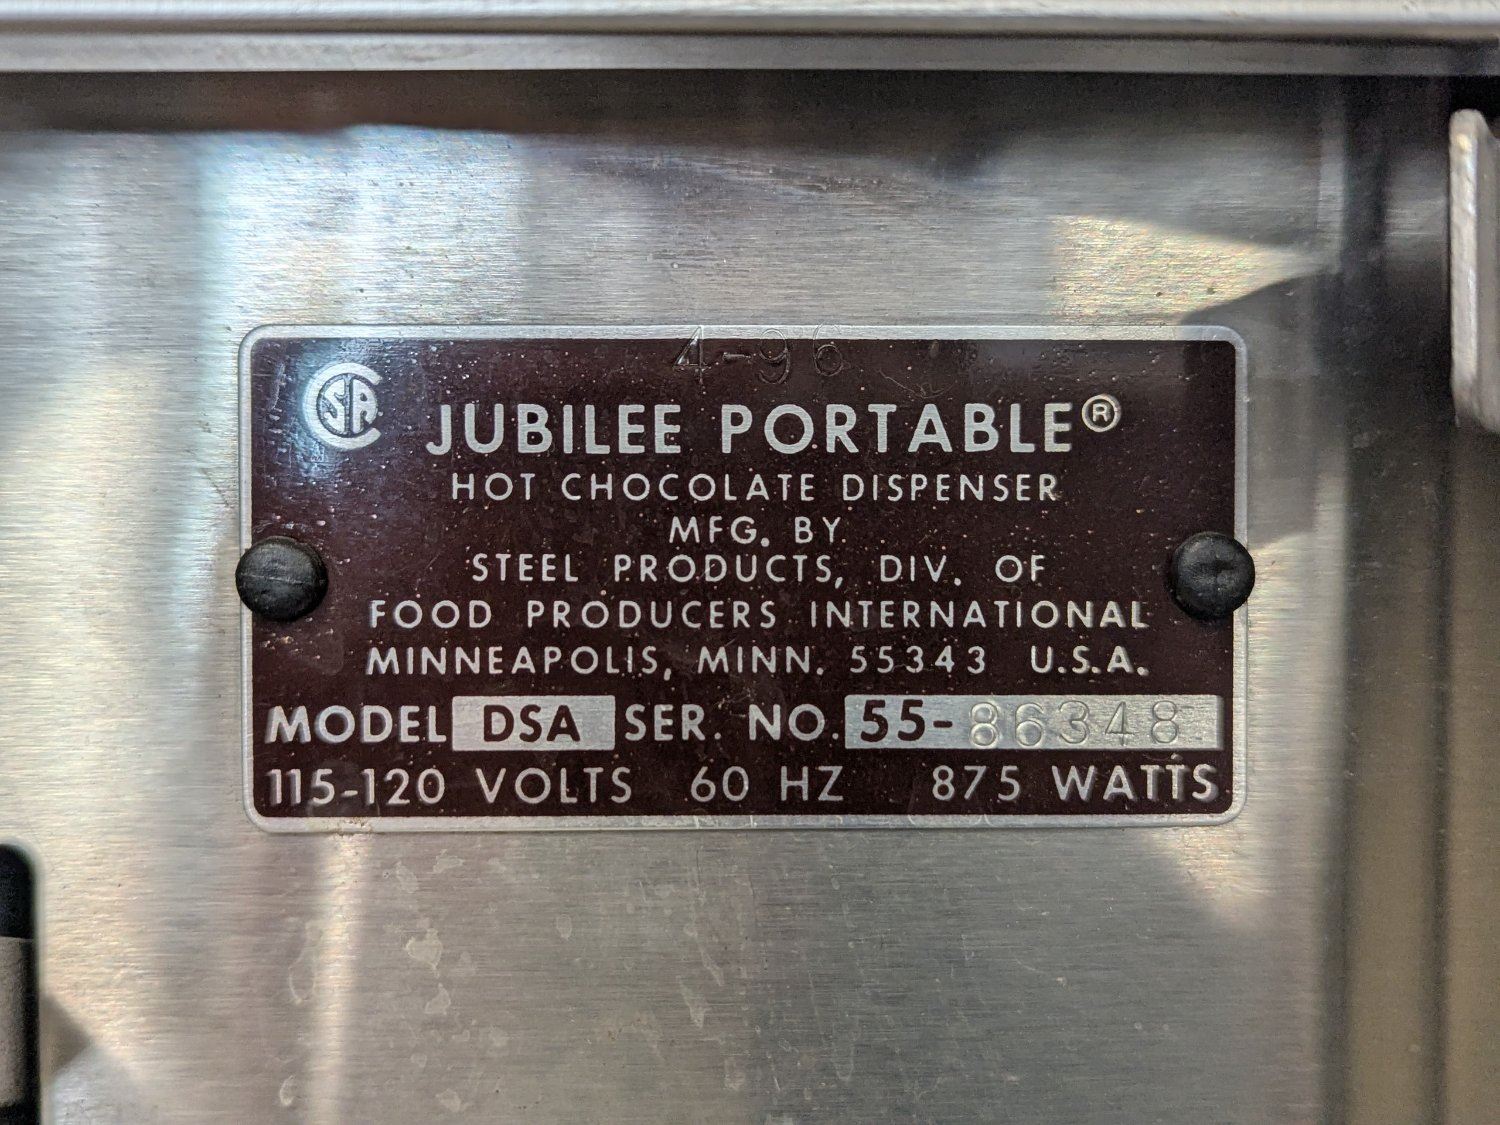 4-96
CSA
JUBILEE PORTABLE®
HOT CHOCOLATE DISPENSER
MFG. BY
STEEL PRODUCTS, DIV. OF
FOOD PRODUCERS INTERNATIONAL
MINNEAPOLIS, MINN. 55343 U.S.A.
MODEL DSA SER. NO. 55-86348
115-120 VOLTS 60 HZ 875 WATTS